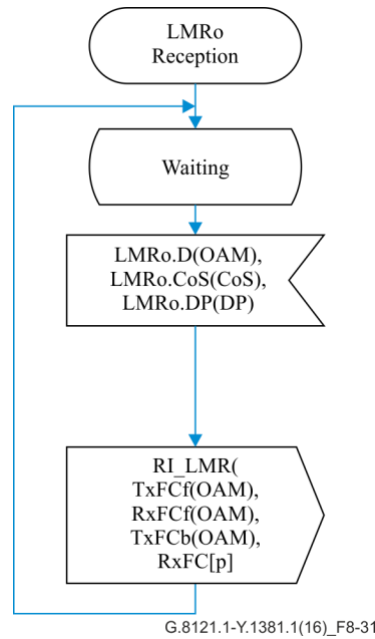 LMRo
Reception
Waiting
LMRo.D(OAM),
LMRo.CoS(CoS),
LMRo.DP(DP)
RI_LMR(
TxFCf(OAM),
RxFCf(OAM),
TxFCb(OAM),
RxFC[p]
G.8121.1-Y.1381.1(16)_F8-31